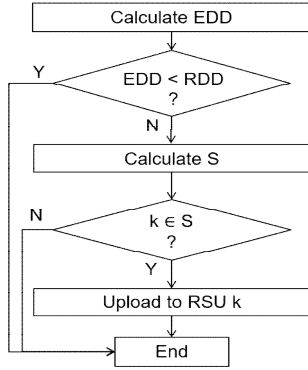 Calculate EDD
Y
EDD < RDD
?
N
Calculate S
N
k ∈ S
?
Y
Upload to RSU k
End